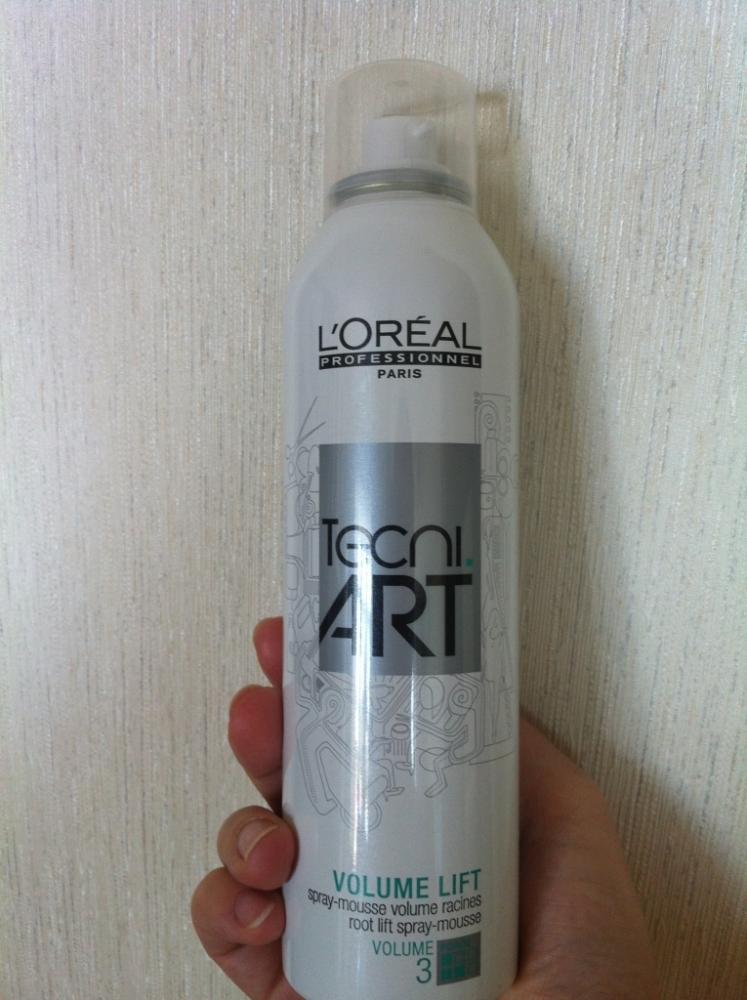 L'ORÉAL
PROFESSIONNEL
PARIS
Tecni.
ART
VOLUME LIFT
spray-mousse volume racines
root lift spray-mousse
VOLUME
3